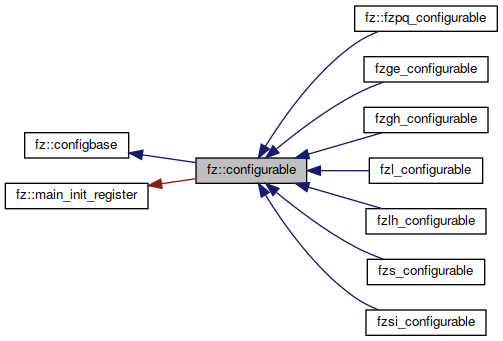 fz::configbase
fz::main_init_register
fz::configurable
fz::fzpq_configurable
fzge_configurable
fzgh_configurable
fzl_configurable
fzlh_configurable
fzs_configurable
fzsi_configurable